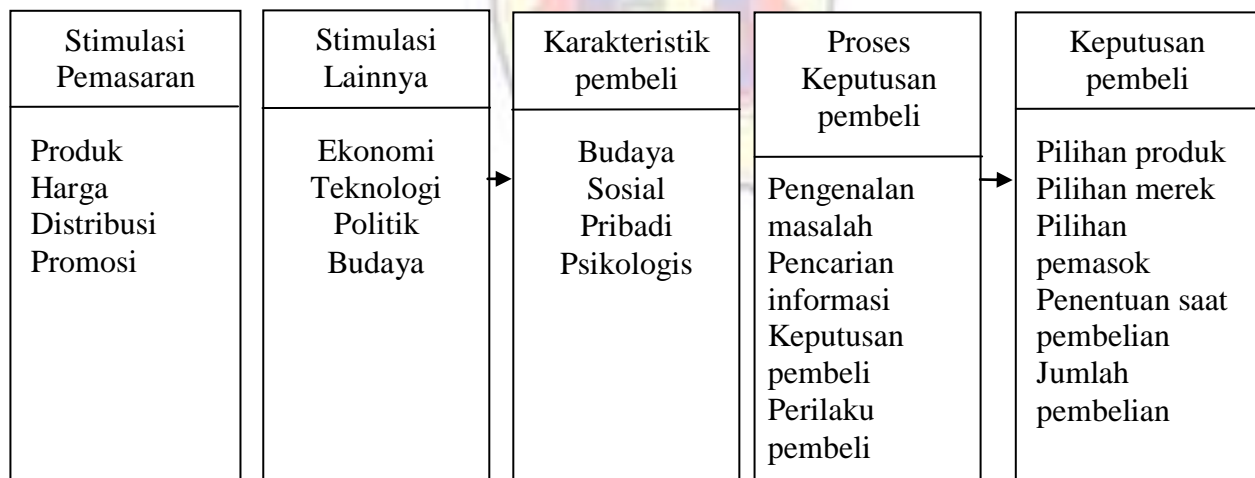 Stimulasi
Pemasaran
Produk
Harga
Distribusi
Promosi
Stimulasi
Lainnya
Ekonomi
Teknologi
Politik
Budaya
Karakteristik
pembeli
Budaya
Sosial
Pribadi
Psikologis
Proses
Keputusan
pembeli
Pengenalan
masalah
Pencarian
informasi
Keputusan
pembeli
Perilaku
pembeli
Keputusan
pembeli
Pilihan produk
Pilihan merek
Pilihan
pemasok
Penentuan saat
pembelian
Jumlah
pembelian